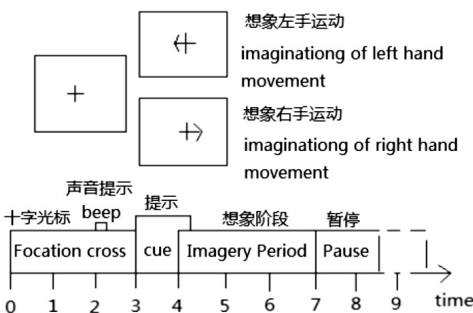 想象左手运动
imaginationg of left hand
movement
想象右手运动
imaginationg of right hand
movement
声音提示
提示
十字光标
beep
想象阶段
暂停
Focation cross
cue
Imagery Period
Pause
0 1 2 3 4 5 6 7 8 9 time